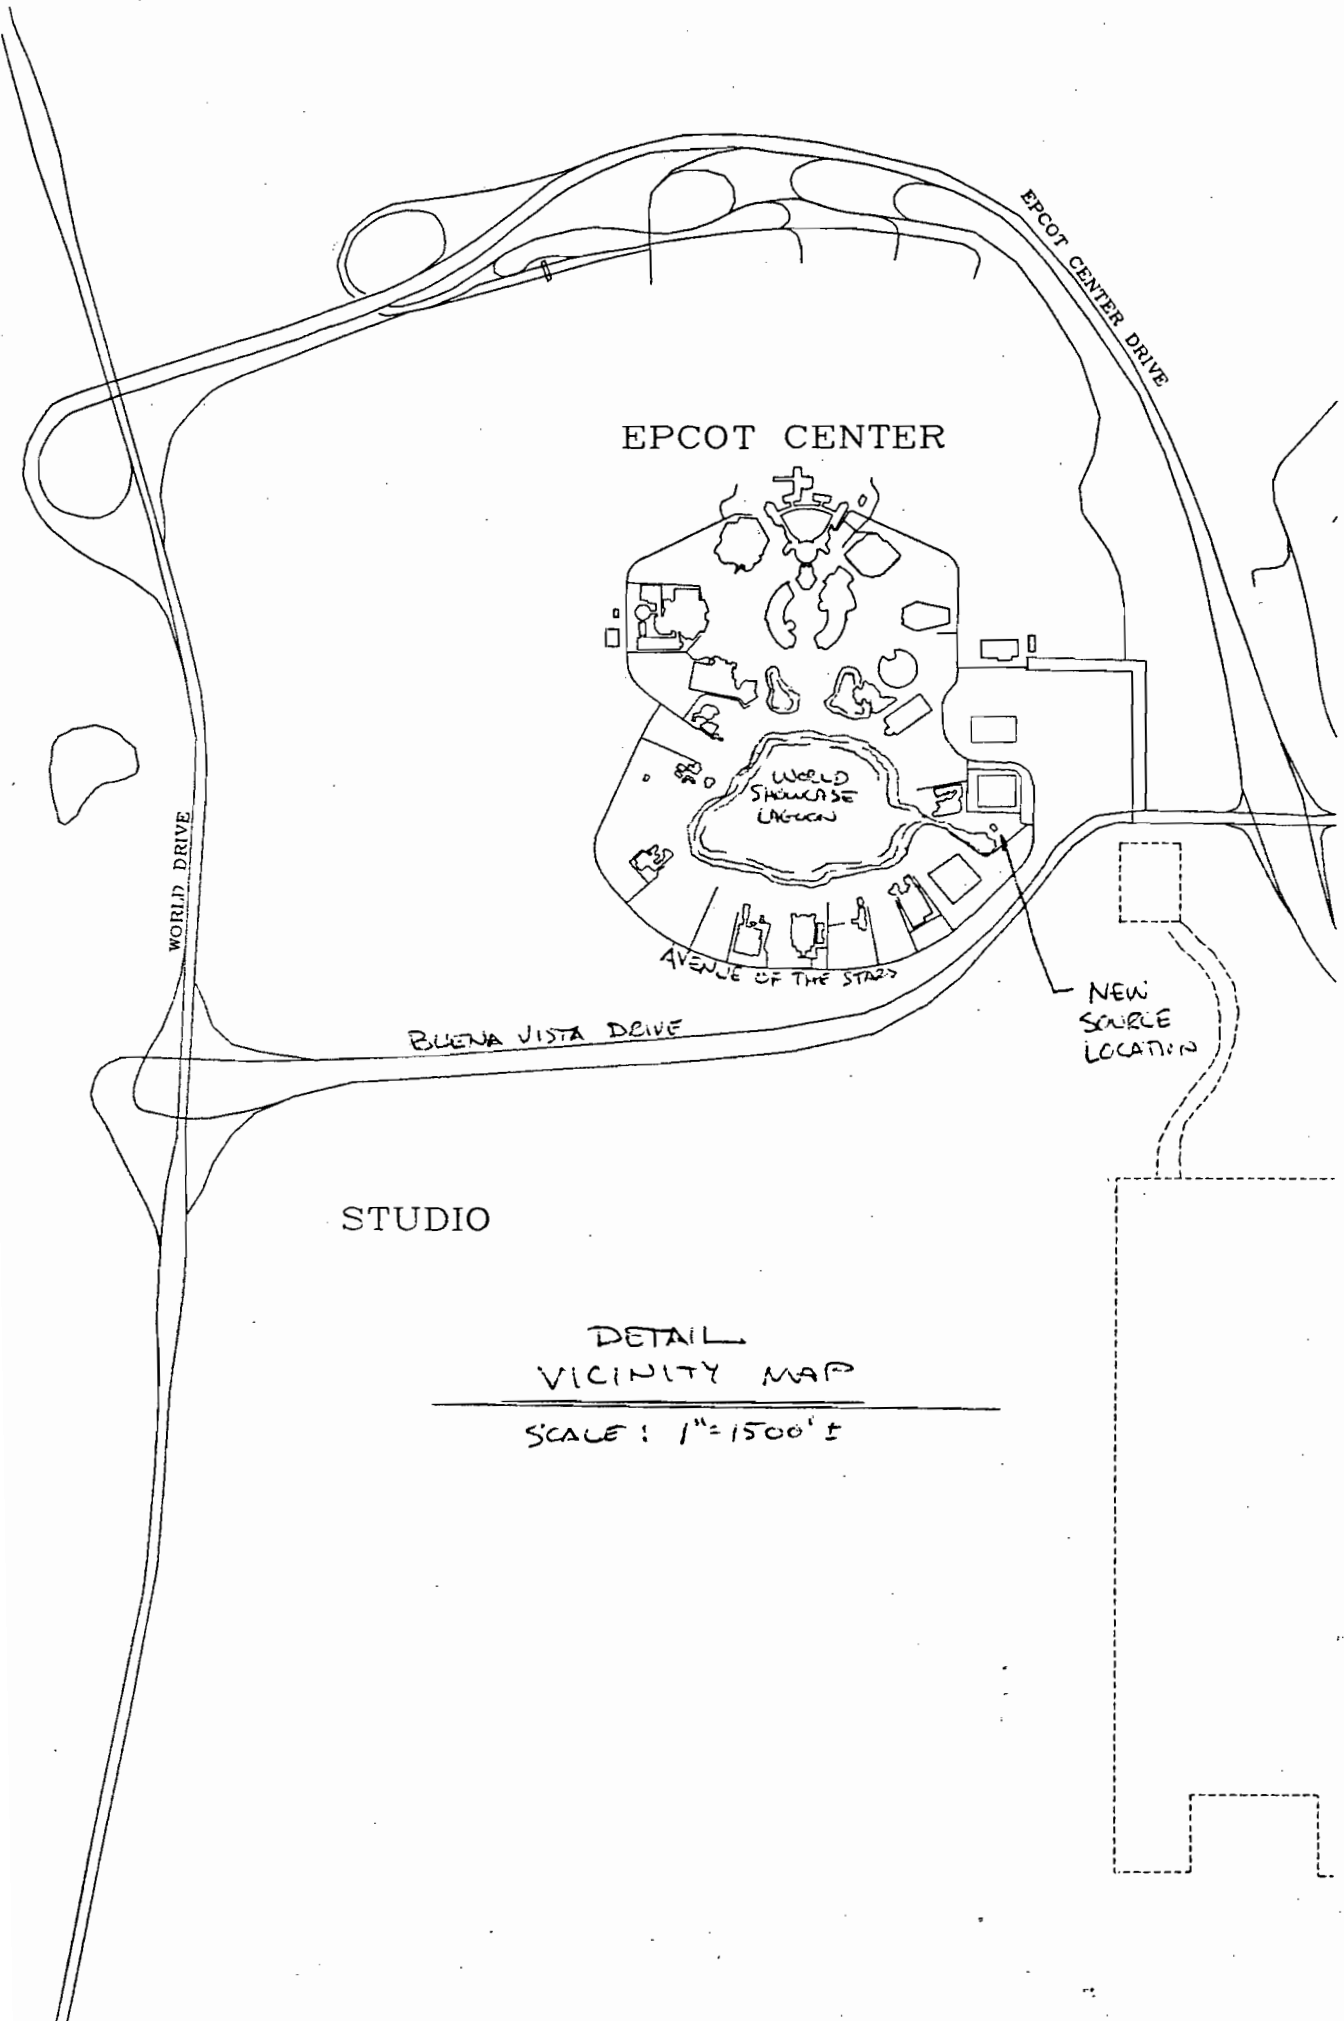 EPCOT CENTER DRIVE
EPCOT CENTER
WORLD
SHOWCASE
LAGOON
WORLD DRIVE
AVENUE OF THE STARS
NEW
SOURCE
LOCATION
BUENA VISTA DRIVE
STUDIO
DETAIL
VICINITY MAP
SCALE : 1"=1500' ±